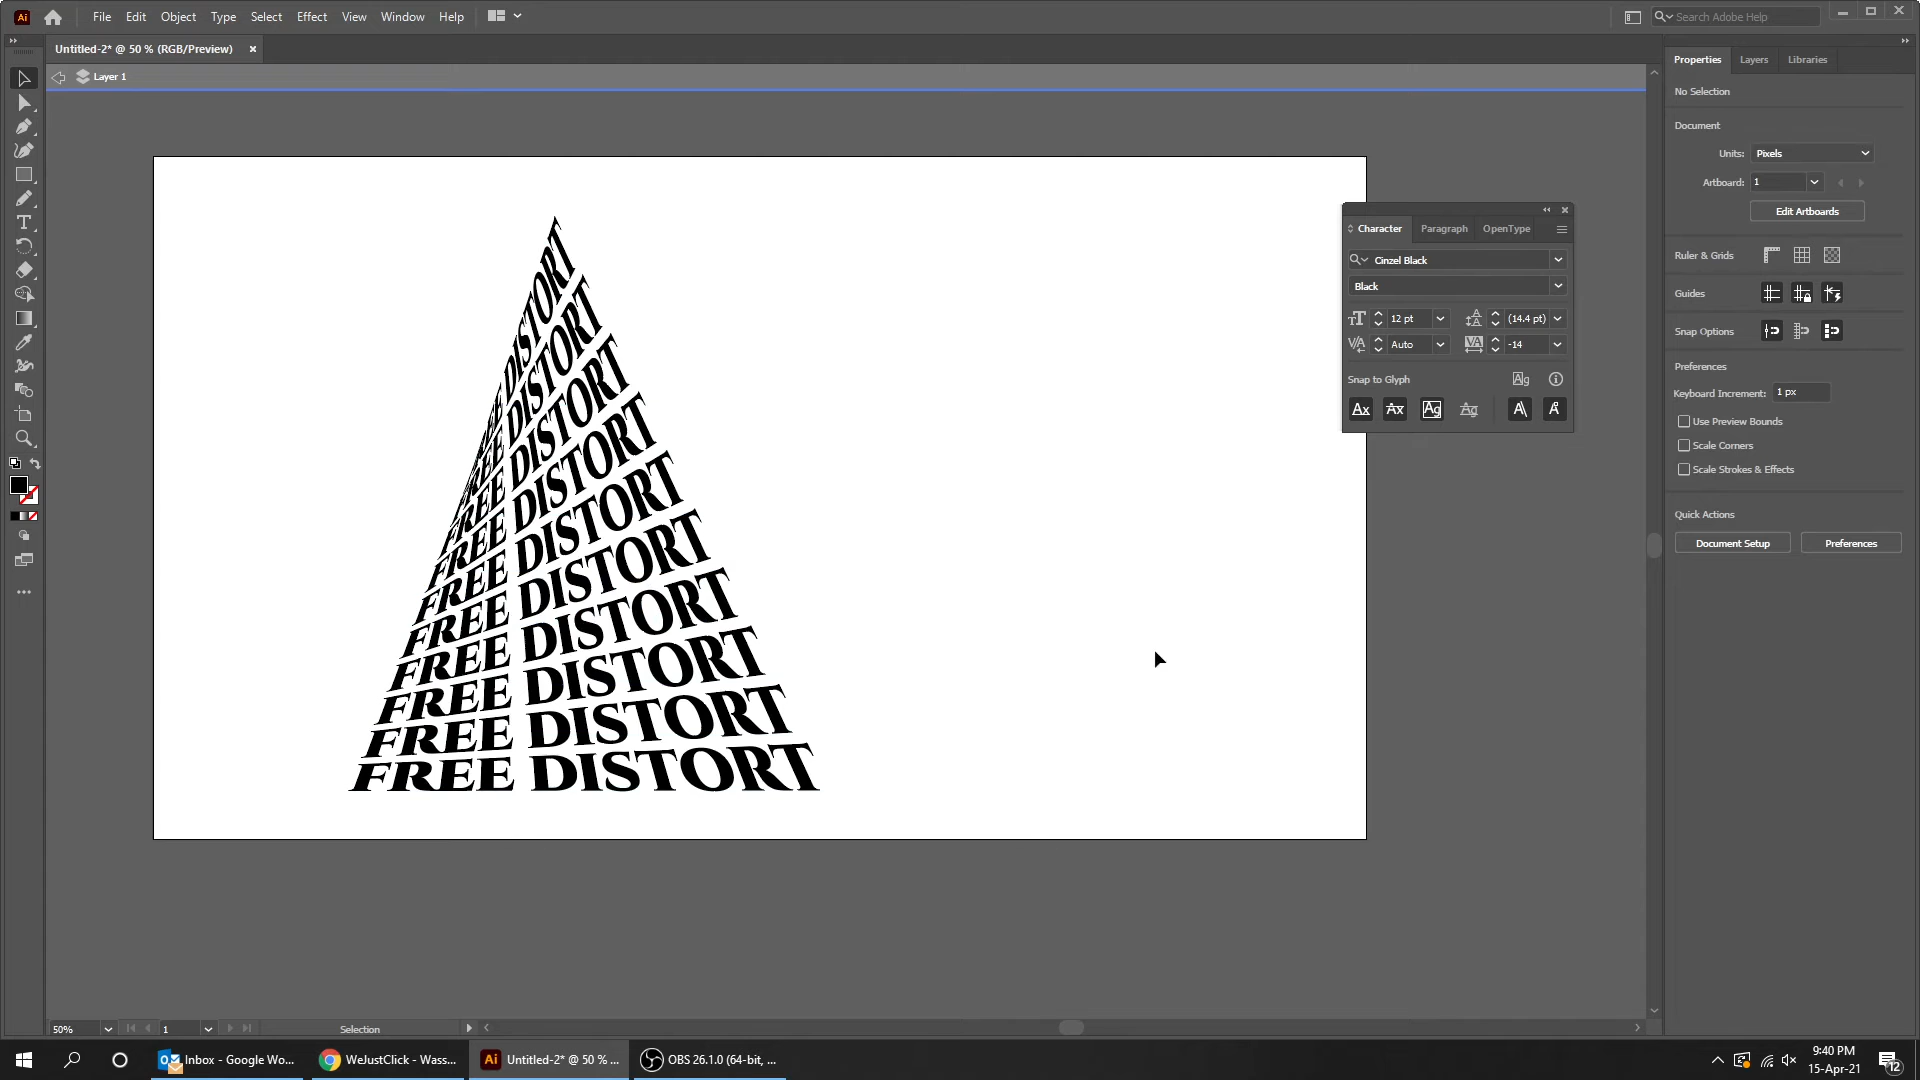 Ai File Edit Object Type Select Effect View Window Help
Search Adobe Help
Untitled-2* @ 50 % (RGB/Preview)
Layer 1
FREE DISTORT
FREE DISTORT
FREE DISTORT
FREE DISTORT
FREE DISTORT
FREE DISTORT
FREE DISTORT
FREE DISTORT
FREE DISTORT
FREE DISTORT
Character Paragraph OpenType
Cinzel Black
Black
12 pt (14.4 pt)
Auto -14
Snap to Glyph
Properties Layers Libraries
No Selection
Document
Units: Pixels
Artboard: 1
Edit Artboards
Ruler & Grids
Guides
Snap Options
Preferences
Keyboard Increment: 1 px
Use Preview Bounds
Scale Corners
Scale Strokes & Effects
Quick Actions
Document Setup Preferences
50% 1 Selection
Inbox - Google Wo... WeJustClick - Wass... Ai Untitled-2* @ 50 % ... OBS 26.1.0 (64-bit, ...
9:40 PM
15-Apr-21
12